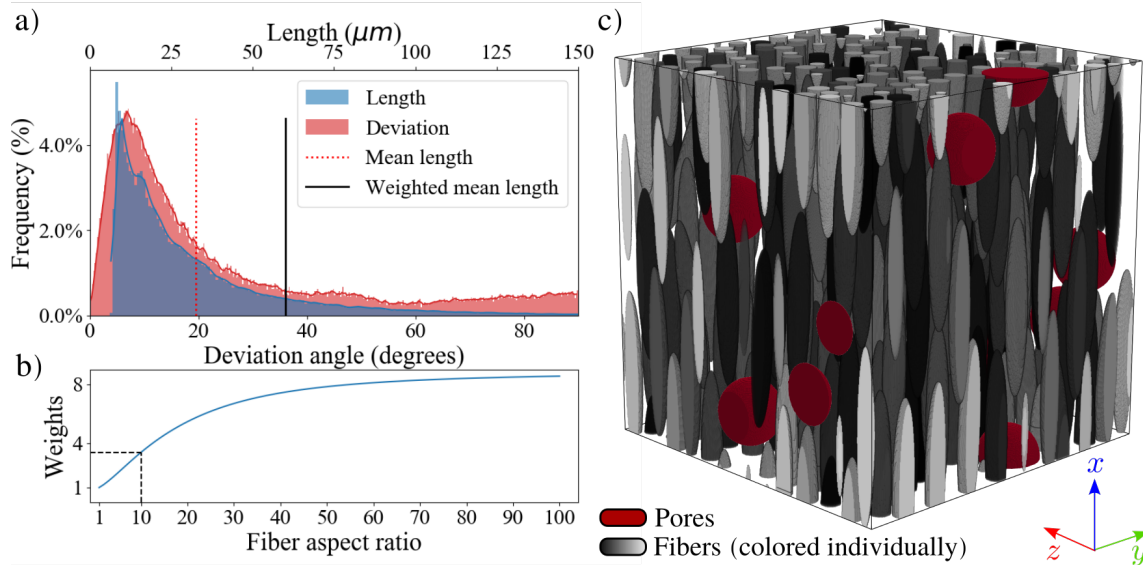 a)
Length (μm)
0 25 50 75 100 125 150
Frequency (%)
4.0%
2.0%
0.0%
Length
Deviation
Mean length
Weighted mean length
0 20 40 60 80
Deviation angle (degrees)
b)
Weights
8
4
1
1 10 20 30 40 50 60 70 80 90 100
Fiber aspect ratio
c)
Pores
Fibers (colored individually)
x
z
y